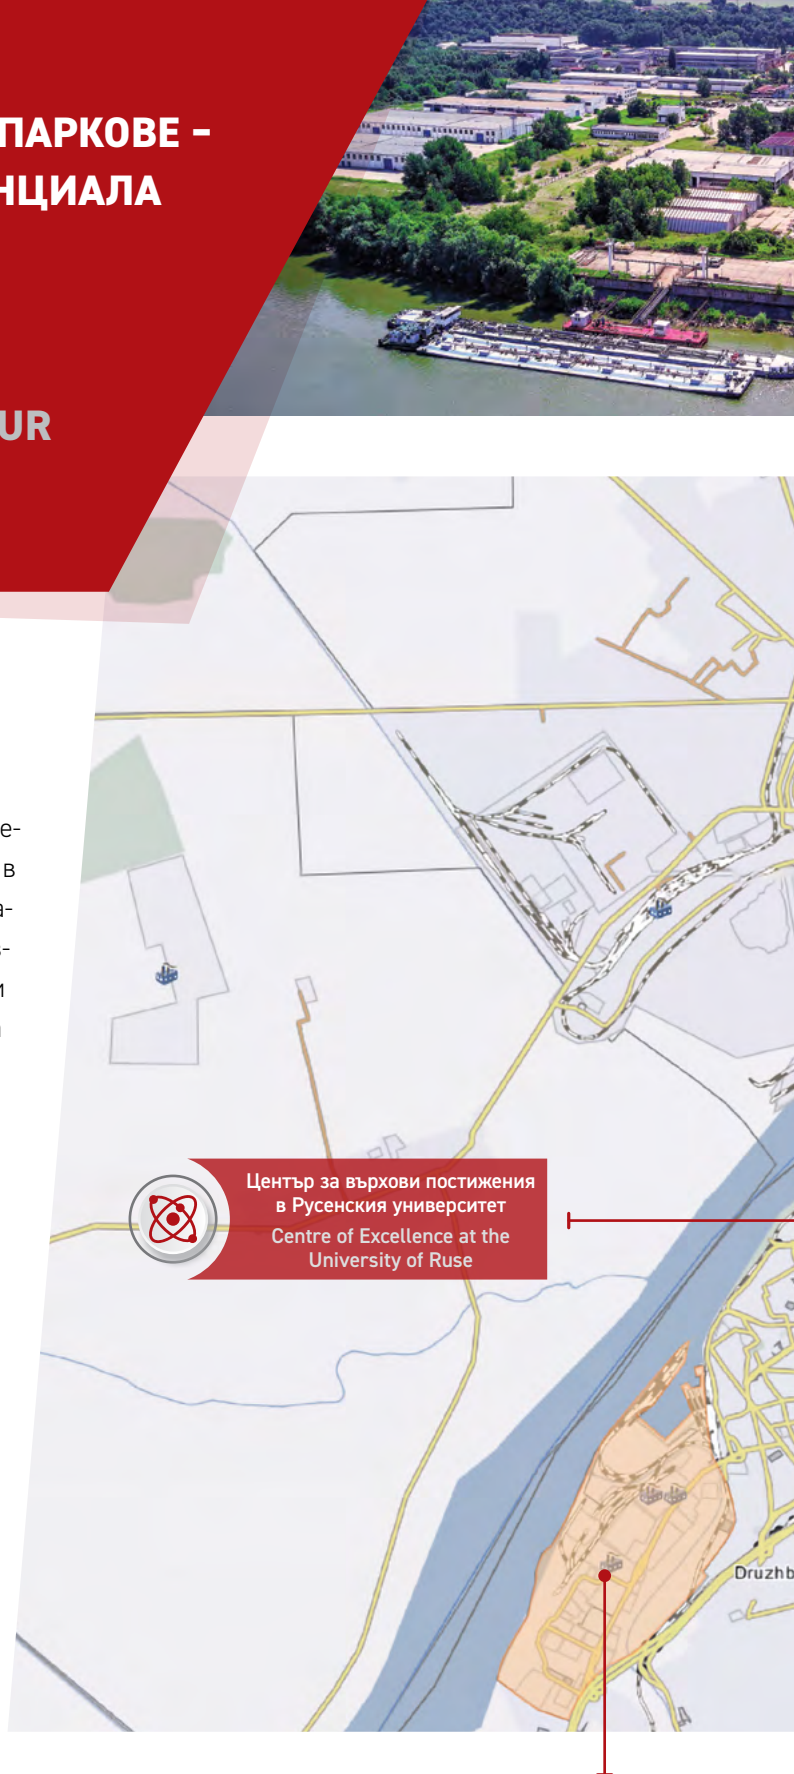 ПАРКОВЕ –
НЦИАЛА
UR
е-
в
а-
и
Център за върхови постижения
в Русенския университет
Centre of Excellence at the
University of Ruse
Druzhb